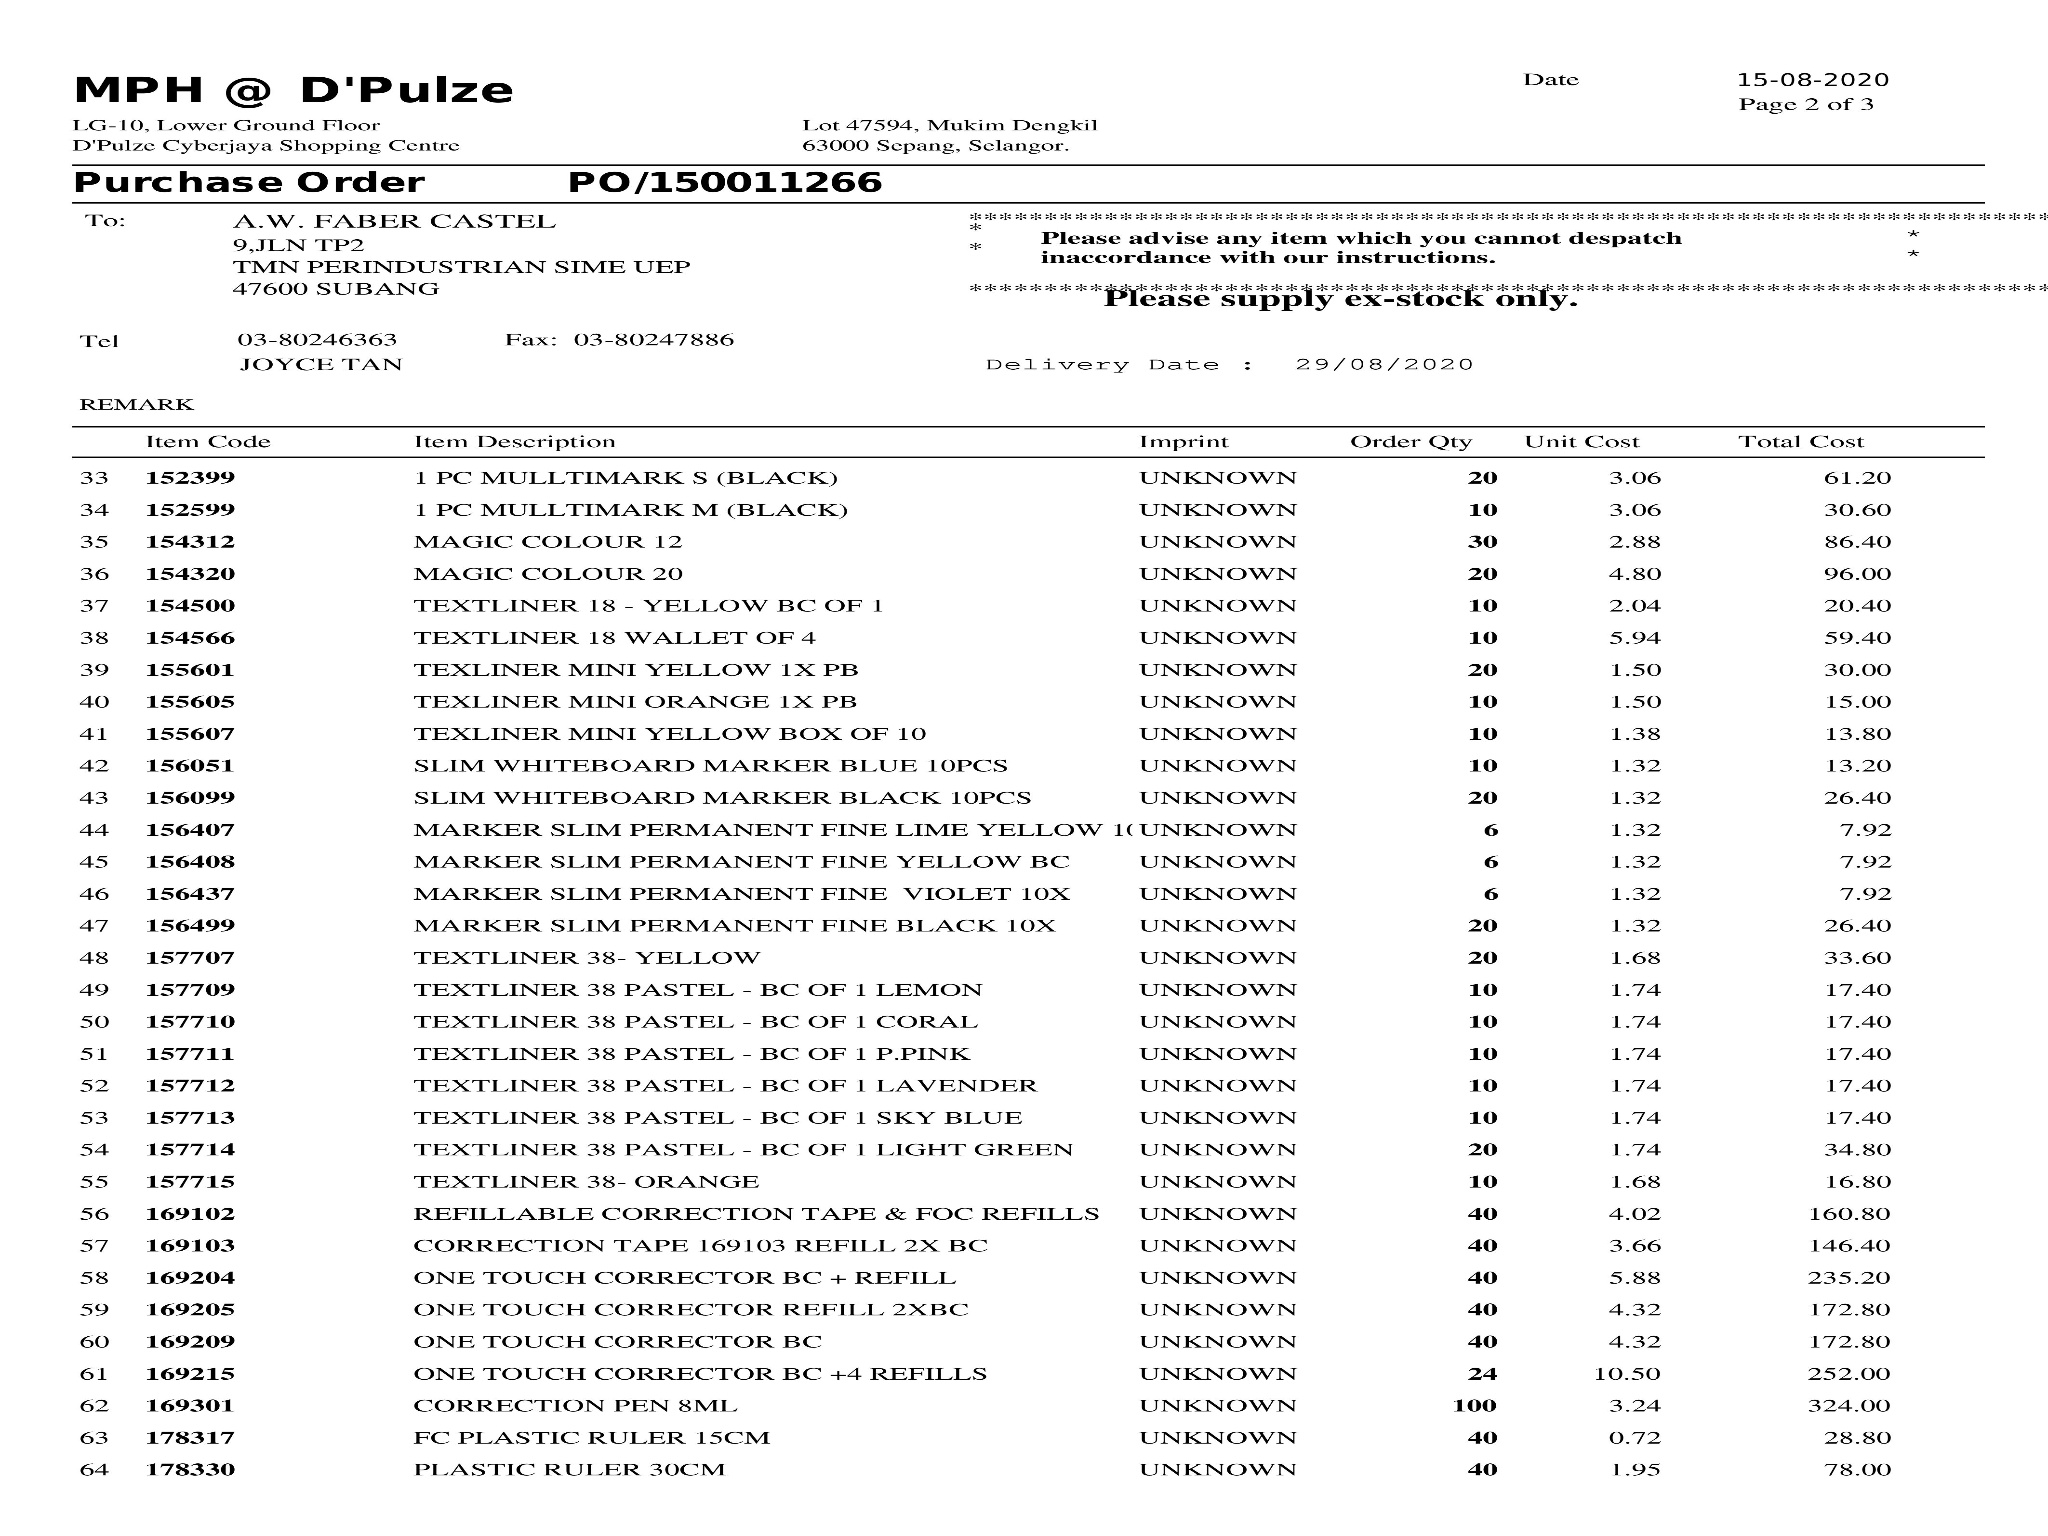 MPH @ D'Pulze
Date 15-08-2020
Page 2 of 3
LG-10, Lower Ground Floor Lot 47594, Mukim Dengkil
D'Pulze Cyberjaya Shopping Centre 63000 Sepang, Selangor.
Purchase Order PO/150011266
To: A.W. FABER CASTEL
9,JLN TP2
TMN PERINDUSTRIAN SIME UEP
47600 SUBANG
************************************************************************
* Please advise any item which you cannot despatch *
* inaccordance with our instructions. *
************************************************************************
Please supply ex-stock only.
Tel 03-80246363 Fax: 03-80247886
JOYCE TAN Delivery Date : 29/08/2020
REMARK
Item Code Item Description Imprint Order Qty Unit Cost Total Cost
33 152399 1 PC MULLTIMARK S (BLACK) UNKNOWN 20 3.06 61.20
34 152599 1 PC MULLTIMARK M (BLACK) UNKNOWN 10 3.06 30.60
35 154312 MAGIC COLOUR 12 UNKNOWN 30 2.88 86.40
36 154320 MAGIC COLOUR 20 UNKNOWN 20 4.80 96.00
37 154500 TEXTLINER 18 - YELLOW BC OF 1 UNKNOWN 10 2.04 20.40
38 154566 TEXTLINER 18 WALLET OF 4 UNKNOWN 10 5.94 59.40
39 155601 TEXLINER MINI YELLOW 1X PB UNKNOWN 20 1.50 30.00
40 155605 TEXLINER MINI ORANGE 1X PB UNKNOWN 10 1.50 15.00
41 155607 TEXLINER MINI YELLOW BOX OF 10 UNKNOWN 10 1.38 13.80
42 156051 SLIM WHITEBOARD MARKER BLUE 10PCS UNKNOWN 10 1.32 13.20
43 156099 SLIM WHITEBOARD MARKER BLACK 10PCS UNKNOWN 20 1.32 26.40
44 156407 MARKER SLIM PERMANENT FINE LIME YELLOW 10 UNKNOWN 6 1.32 7.92
45 156408 MARKER SLIM PERMANENT FINE YELLOW BC UNKNOWN 6 1.32 7.92
46 156437 MARKER SLIM PERMANENT FINE  VIOLET 10X UNKNOWN 6 1.32 7.92
47 156499 MARKER SLIM PERMANENT FINE BLACK 10X UNKNOWN 20 1.32 26.40
48 157707 TEXTLINER 38- YELLOW UNKNOWN 20 1.68 33.60
49 157709 TEXTLINER 38 PASTEL - BC OF 1 LEMON UNKNOWN 10 1.74 17.40
50 157710 TEXTLINER 38 PASTEL - BC OF 1 CORAL UNKNOWN 10 1.74 17.40
51 157711 TEXTLINER 38 PASTEL - BC OF 1 P.PINK UNKNOWN 10 1.74 17.40
52 157712 TEXTLINER 38 PASTEL - BC OF 1 LAVENDER UNKNOWN 10 1.74 17.40
53 157713 TEXTLINER 38 PASTEL - BC OF 1 SKY BLUE UNKNOWN 10 1.74 17.40
54 157714 TEXTLINER 38 PASTEL - BC OF 1 LIGHT GREEN UNKNOWN 20 1.74 34.80
55 157715 TEXTLINER 38- ORANGE UNKNOWN 10 1.68 16.80
56 169102 REFILLABLE CORRECTION TAPE & FOC REFILLS UNKNOWN 40 4.02 160.80
57 169103 CORRECTION TAPE 169103 REFILL 2X BC UNKNOWN 40 3.66 146.40
58 169204 ONE TOUCH CORRECTOR BC + REFILL UNKNOWN 40 5.88 235.20
59 169205 ONE TOUCH CORRECTOR REFILL 2XBC UNKNOWN 40 4.32 172.80
60 169209 ONE TOUCH CORRECTOR BC UNKNOWN 40 4.32 172.80
61 169215 ONE TOUCH CORRECTOR BC +4 REFILLS UNKNOWN 24 10.50 252.00
62 169301 CORRECTION PEN 8ML UNKNOWN 100 3.24 324.00
63 178317 FC PLASTIC RULER 15CM UNKNOWN 40 0.72 28.80
64 178330 PLASTIC RULER 30CM UNKNOWN 40 1.95 78.00